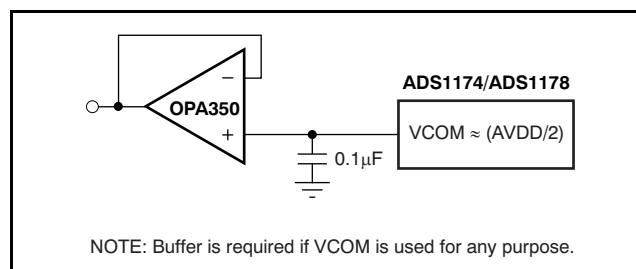 ADS1174/ADS1178
−
OPA350
+
VCOM ≈ (AVDD/2)
0.1μF
NOTE: Buffer is required if VCOM is used for any purpose.